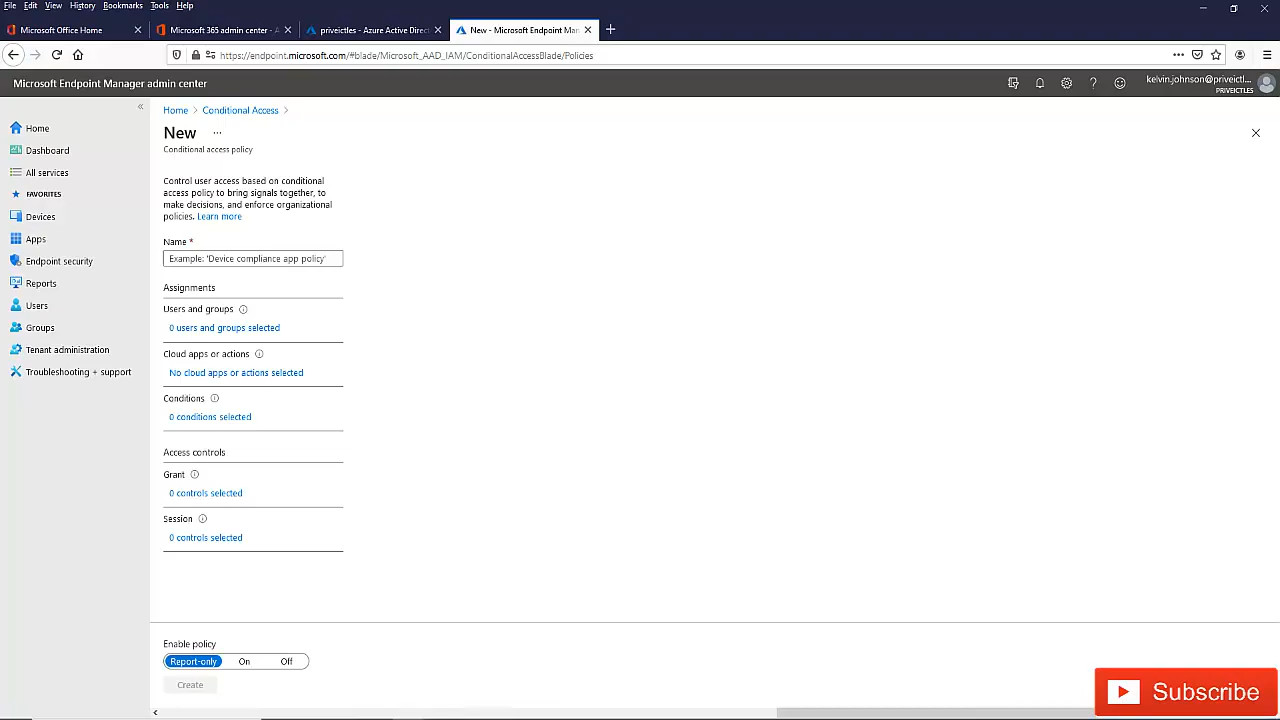 File Edit View History Bookmarks Tools Help
Microsoft Office Home
Microsoft 365 admin center - A
priveictles - Azure Active Direct
New - Microsoft Endpoint Man
https://endpoint.microsoft.com/#blade/Microsoft_AAD_IAM/ConditionalAccessBlade/Policies
Microsoft Endpoint Manager admin center
kelvin.johnson@priveictl...
PRIVEICTLES
Home
Dashboard
All services
FAVORITES
Devices
Apps
Endpoint security
Reports
Users
Groups
Tenant administration
Troubleshooting + support
Home > Conditional Access >
New ...
Conditional access policy
Control user access based on conditional
access policy to bring signals together, to
make decisions, and enforce organizational
policies. Learn more
Name *
Example: 'Device compliance app policy'
Assignments
Users and groups
0 users and groups selected
Cloud apps or actions
No cloud apps or actions selected
Conditions
0 conditions selected
Access controls
Grant
0 controls selected
Session
0 controls selected
Enable policy
Report-only On Off
Create
Subscribe